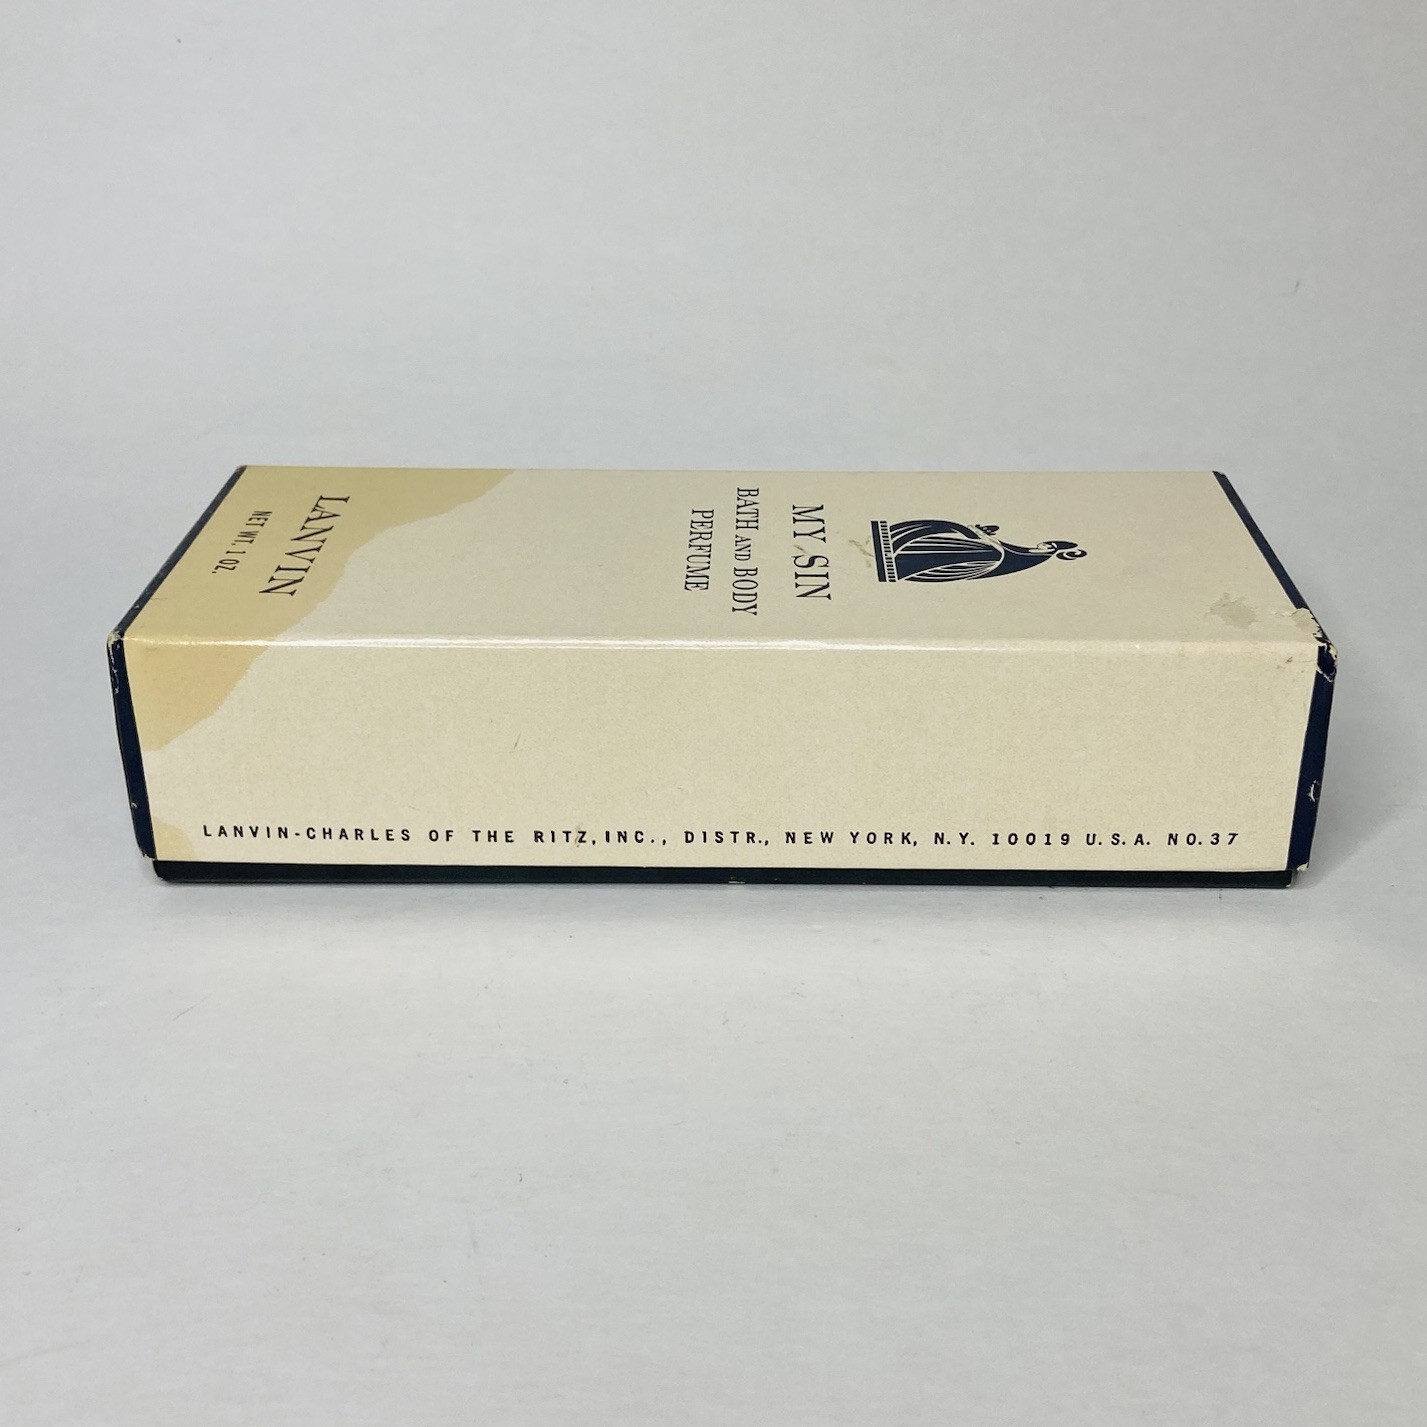 MY SIN
BATH AND BODY
PERFUME
LANVIN
NET WT. 1 OZ.
LANVIN-CHARLES OF THE RITZ, INC., DISTR., NEW YORK, N.Y. 10019 U.S.A. NO. 37